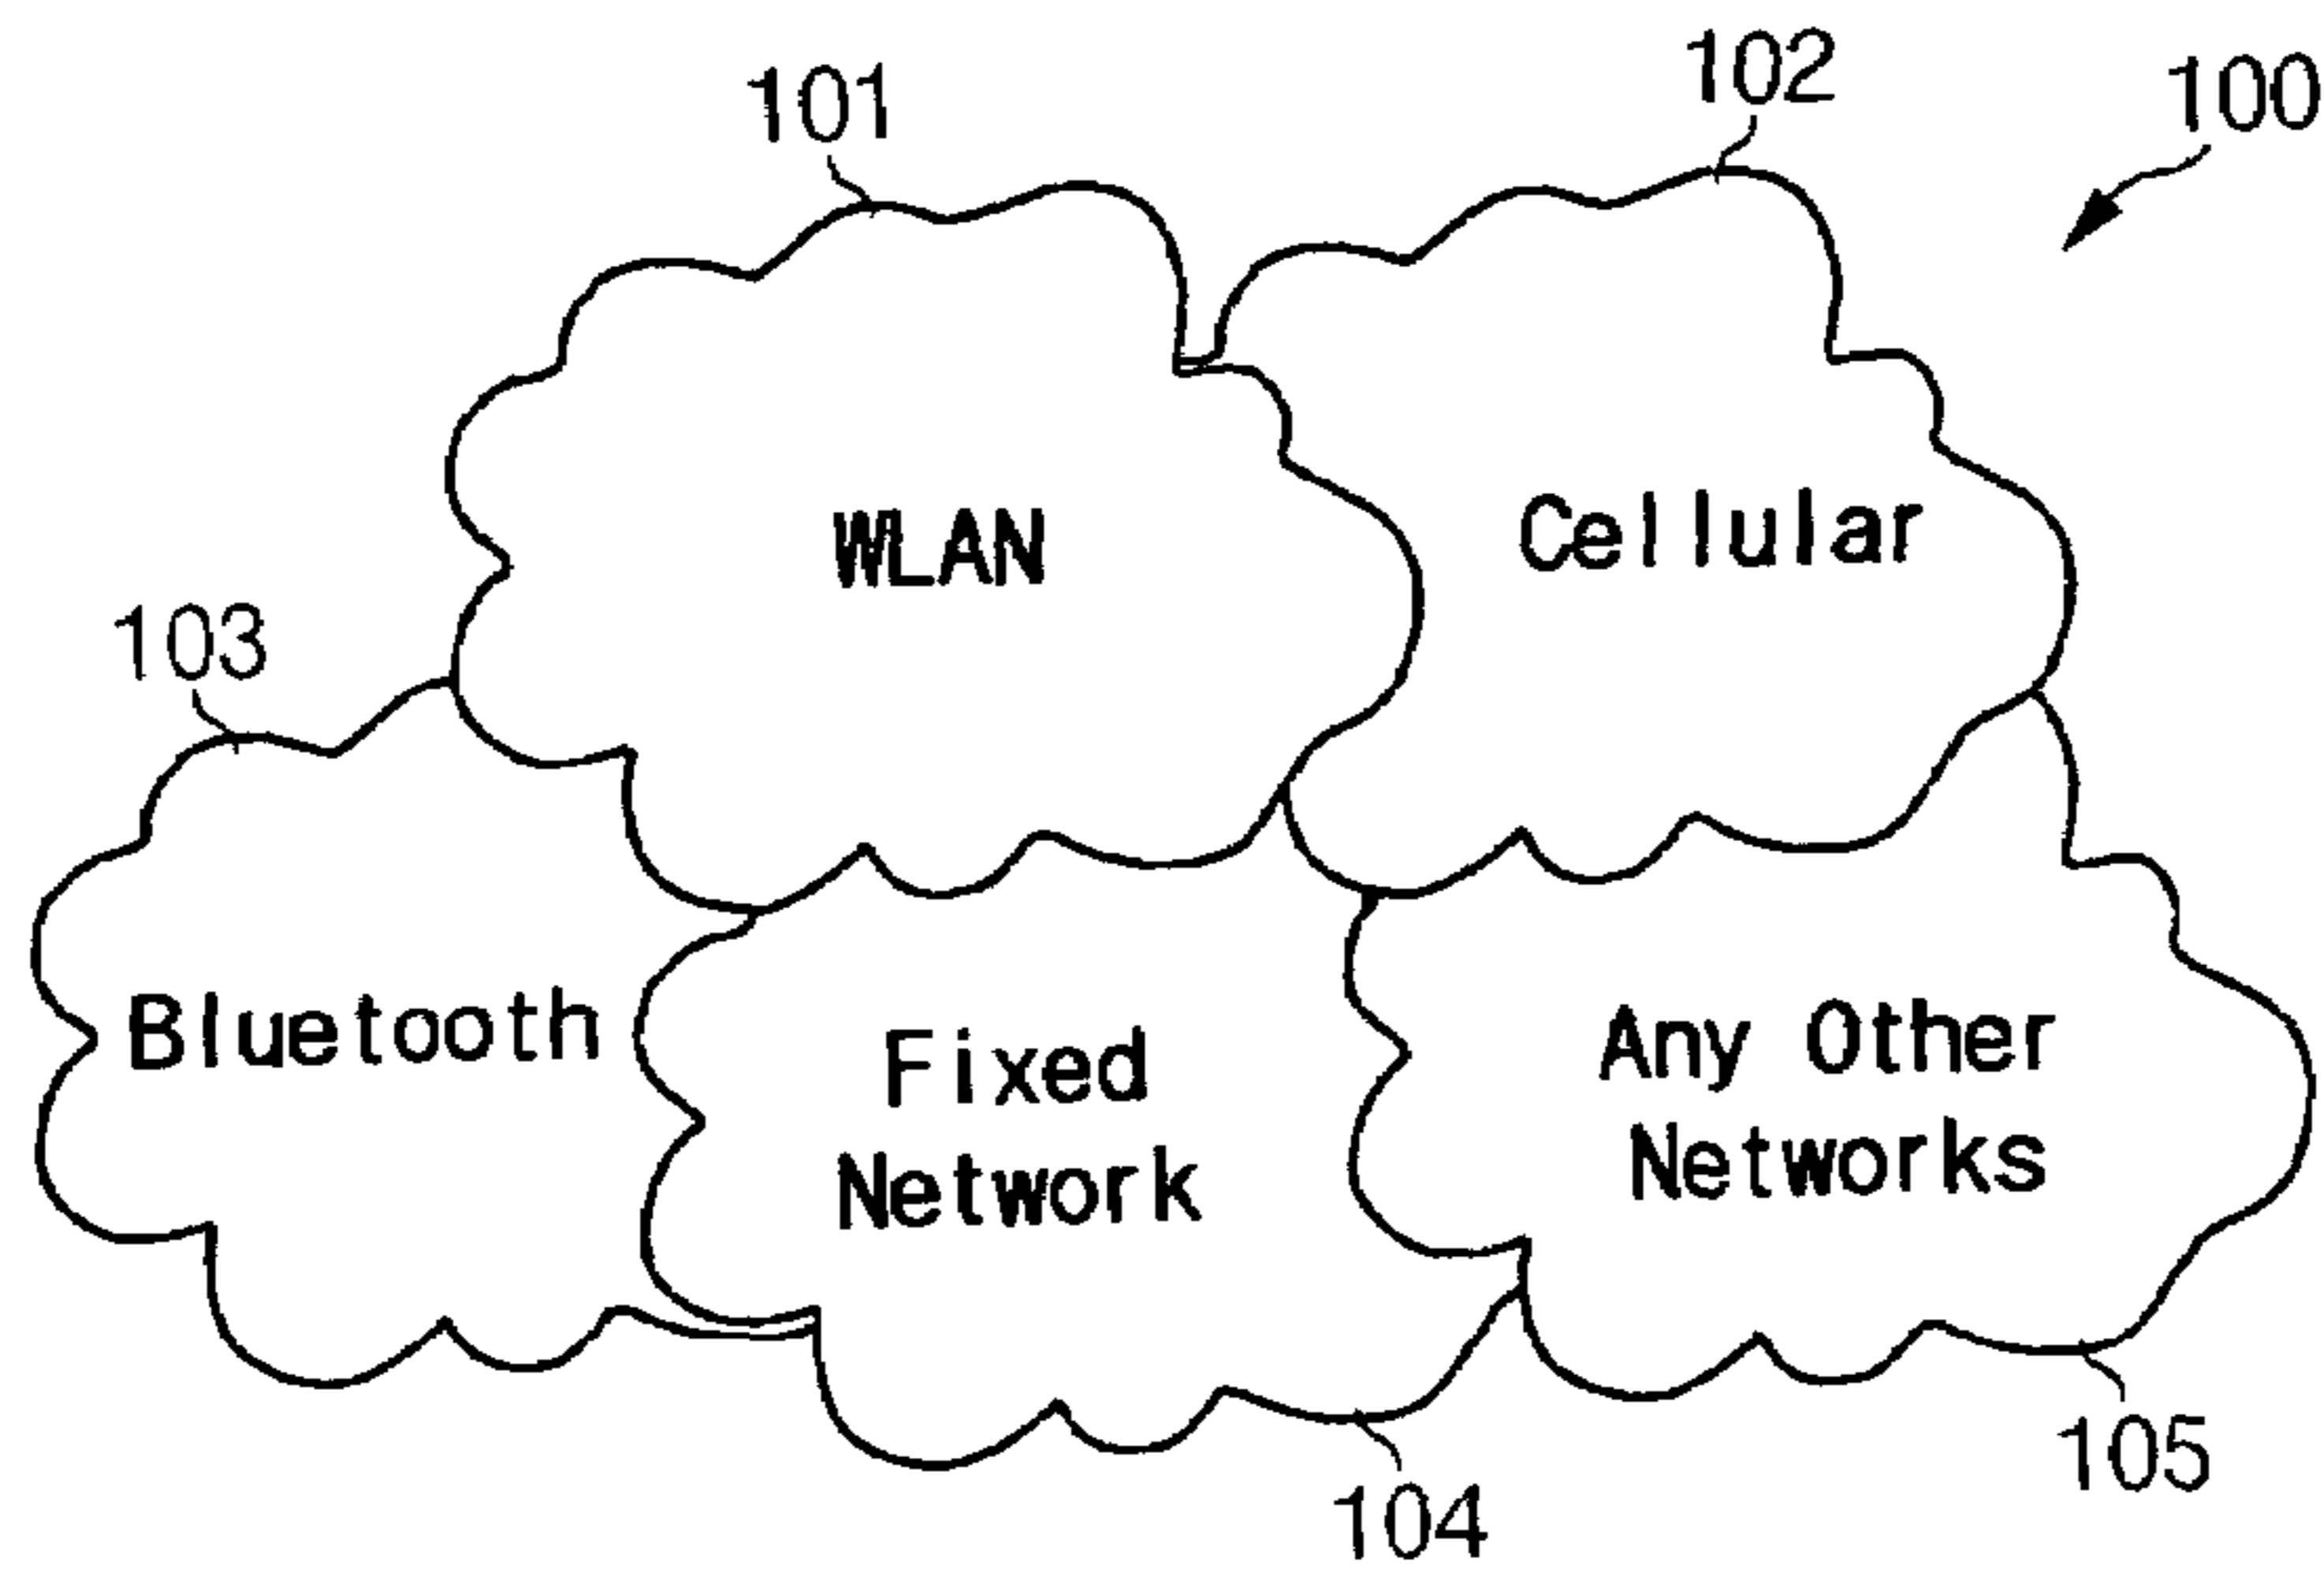 101
102
100
WLAN
Cellular
103
Bluetooth
Fixed
Network
Any Other
Networks
104
105